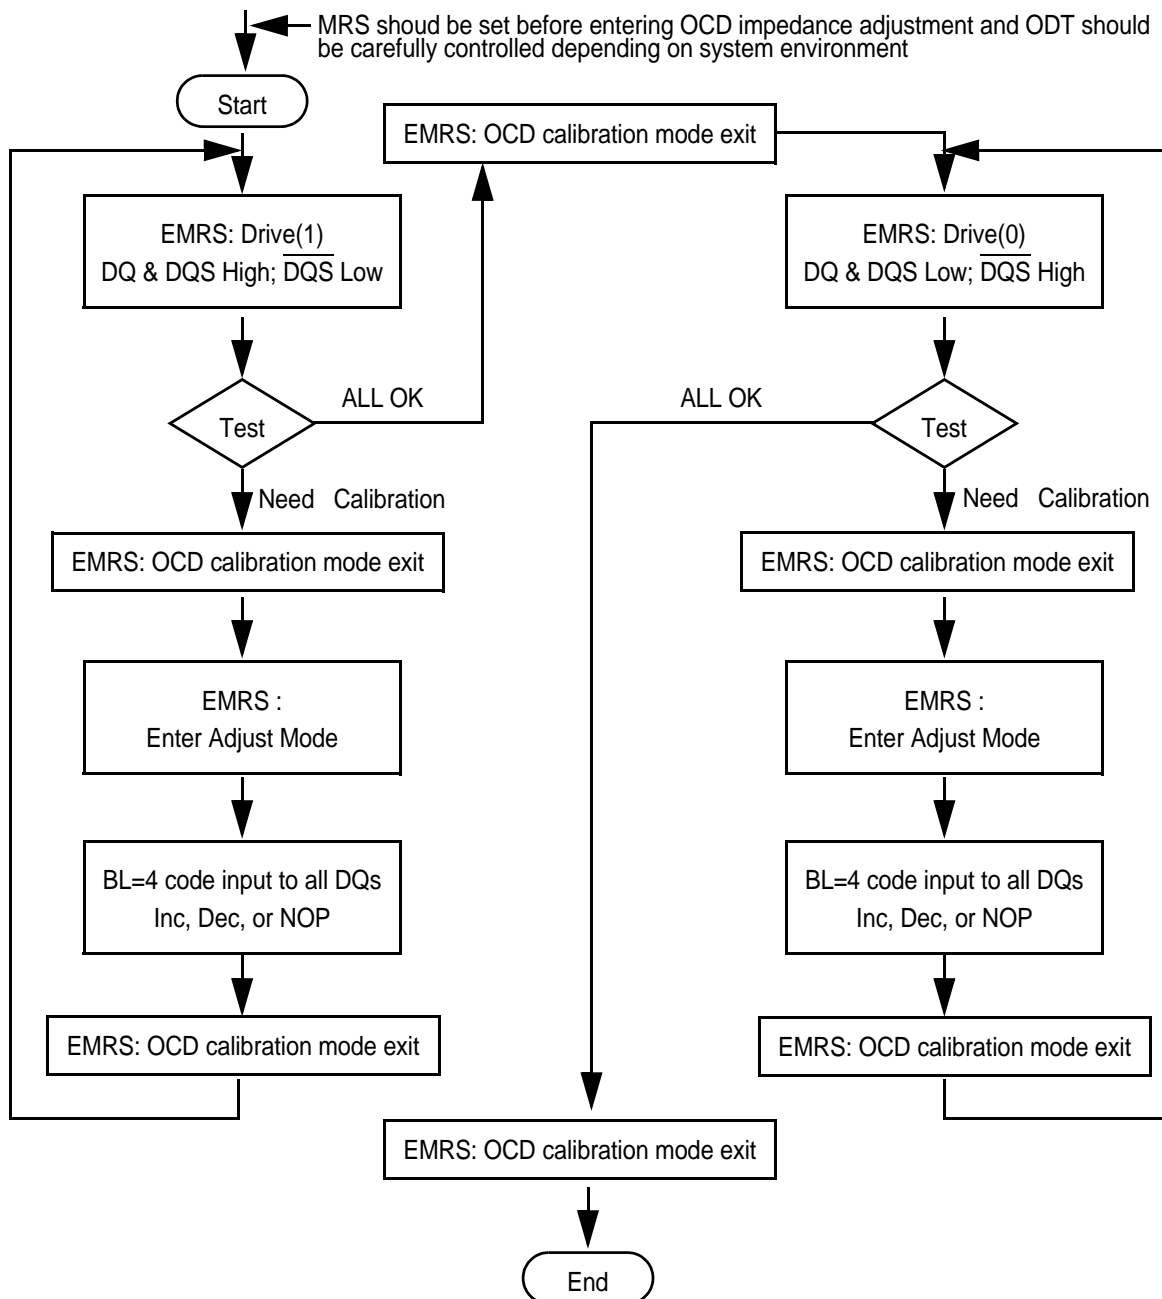 MRS shoud be set before entering OCD impedance adjustment and ODT should
be carefully controlled depending on system environment
Start
EMRS: OCD calibration mode exit
EMRS: Drive(1)
DQ & DQS High; D̅Q̅S̅ Low
ALL OK
Test
Need Calibration
EMRS: OCD calibration mode exit
EMRS :
Enter Adjust Mode
BL=4 code input to all DQs
Inc, Dec, or NOP
EMRS: OCD calibration mode exit
EMRS: Drive(0)
DQ & DQS Low; D̅Q̅S̅ High
ALL OK
Test
Need Calibration
EMRS: OCD calibration mode exit
EMRS :
Enter Adjust Mode
BL=4 code input to all DQs
Inc, Dec, or NOP
EMRS: OCD calibration mode exit
EMRS: OCD calibration mode exit
End